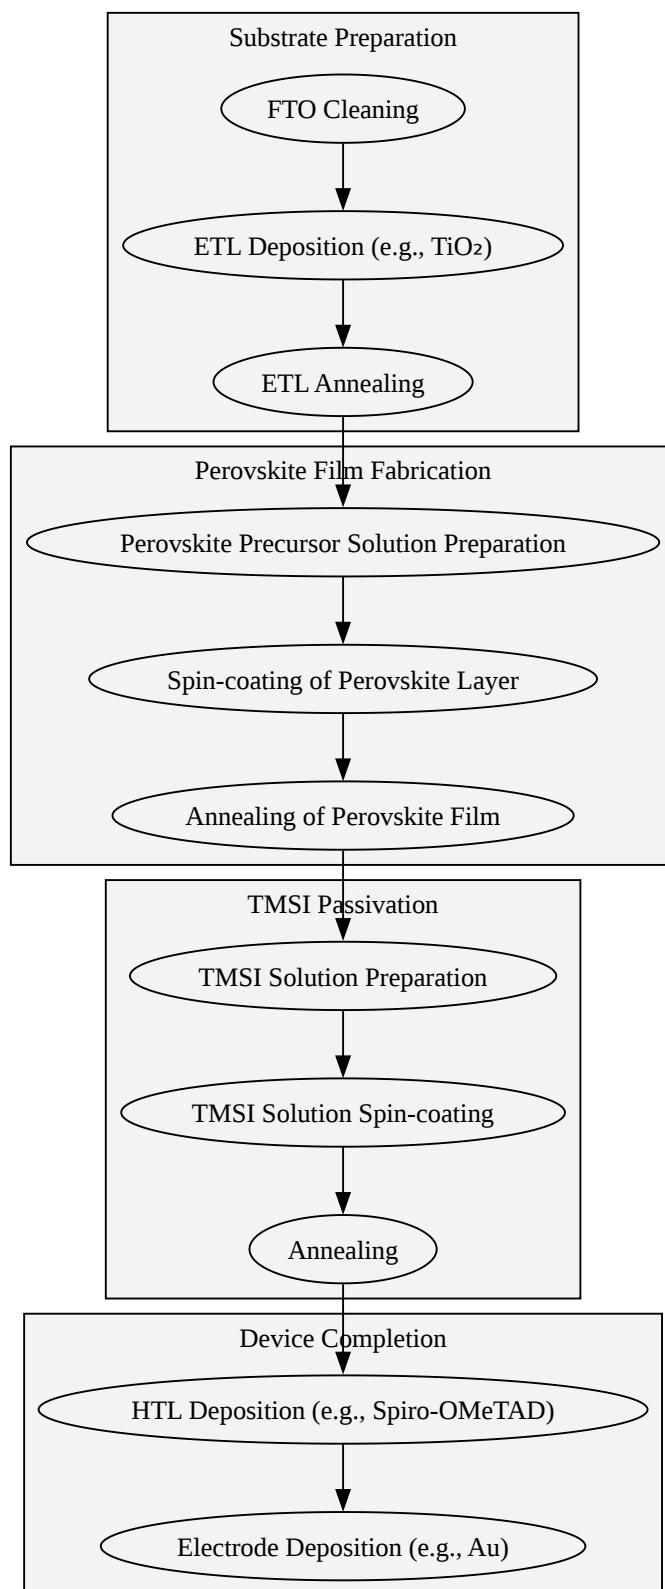 Substrate Preparation
FTO Cleaning
ETL Deposition (e.g., TiO₂)
ETL Annealing
Perovskite Film Fabrication
Perovskite Precursor Solution Preparation
Spin-coating of Perovskite Layer
Annealing of Perovskite Film
TMSI Passivation
TMSI Solution Preparation
TMSI Solution Spin-coating
Annealing
Device Completion
HTL Deposition (e.g., Spiro-OMeTAD)
Electrode Deposition (e.g., Au)